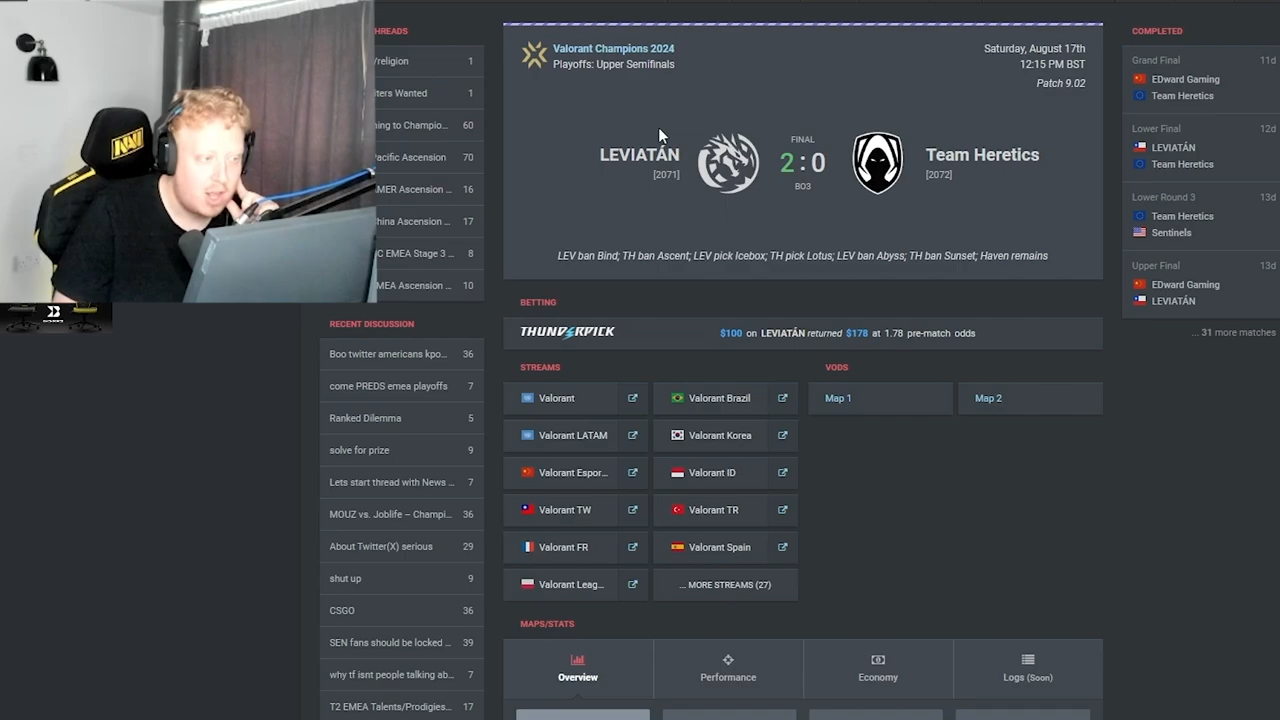 HREADS
/religion 1
iters Wanted 1
ning to Champio... 60
Pacific Ascension 70
MER Ascension ... 16
hina Ascension ... 17
C EMEA Stage 3 ... 8
MEA Ascension ... 10
RECENT DISCUSSION
Boo twitter americans kpo... 36
come PREDS emea playoffs 7
Ranked Dilemma 5
solve for prize 9
Lets start thread with News ... 7
MOUZ vs. Joblife – Champi... 36
About Twitter(X) serious 29
shut up 9
CSGO 36
SEN fans should be locked ... 39
why tf isnt people talking ab... 7
T2 EMEA Talents/Prodigies... 17
Valorant Champions 2024
Playoffs: Upper Semifinals
Saturday, August 17th
12:15 PM BST
Patch 9.02
LEVIATÁN
[2071]
FINAL
2 : 0
BO3
Team Heretics
[2072]
LEV ban Bind; TH ban Ascent; LEV pick Icebox; TH pick Lotus; LEV ban Abyss; TH ban Sunset; Haven remains
BETTING
THUNDERPICK
$100 on LEVIATÁN returned $178 at 1.78 pre-match odds
STREAMS
Valorant
Valorant Brazil
Valorant LATAM
Valorant Korea
Valorant Espor...
Valorant ID
Valorant TW
Valorant TR
Valorant FR
Valorant Spain
Valorant Leag...
... MORE STREAMS (27)
VODS
Map 1
Map 2
MAPS/STATS
Overview
Performance
Economy
Logs (Soon)
COMPLETED
Grand Final 11d
EDward Gaming
Team Heretics
Lower Final 12d
LEVIATÁN
Team Heretics
Lower Round 3 13d
Team Heretics
Sentinels
Upper Final 13d
EDward Gaming
LEVIATÁN
... 31 more matches